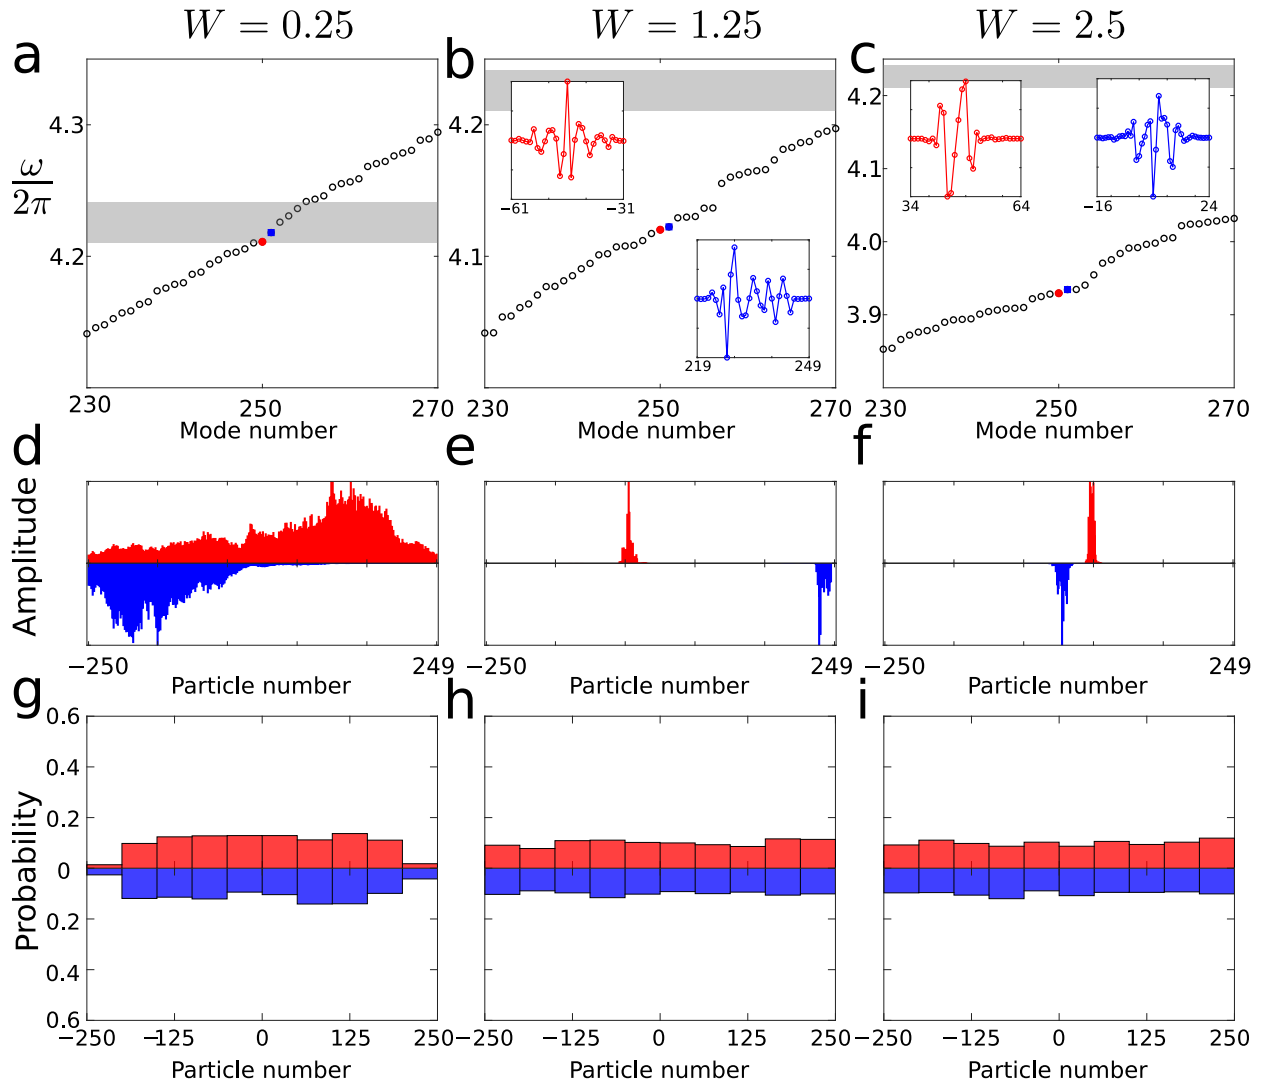 W = 0.25
W = 1.25
W = 2.5
a
b
c
ω
2π
4.3
4.2
230
250
270
Mode number
4.2
4.1
−61
−31
219
249
230
250
270
Mode number
4.2
4.1
4.0
3.9
34
64
−16
24
230
250
270
Mode number
d
e
f
Amplitude
−250
249
Particle number
−250
249
Particle number
−250
249
Particle number
g
h
i
Probability
0.6
0.4
0.2
0
0.2
0.4
0.6
−250
−125
0
125
250
Particle number
−250
−125
0
125
250
Particle number
−250
−125
0
125
250
Particle number